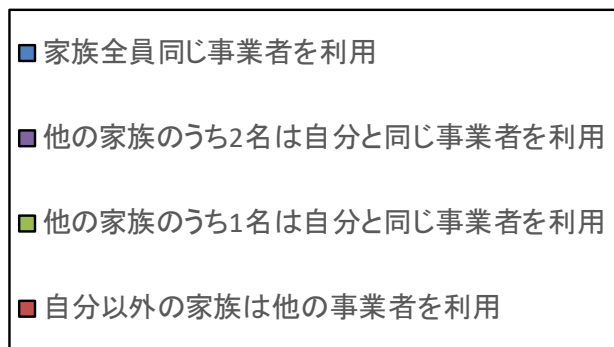 家族全員同じ事業者を利用
他の家族のうち2名は自分と同じ事業者を利用
他の家族のうち1名は自分と同じ事業者を利用
自分以外の家族は他の事業者を利用